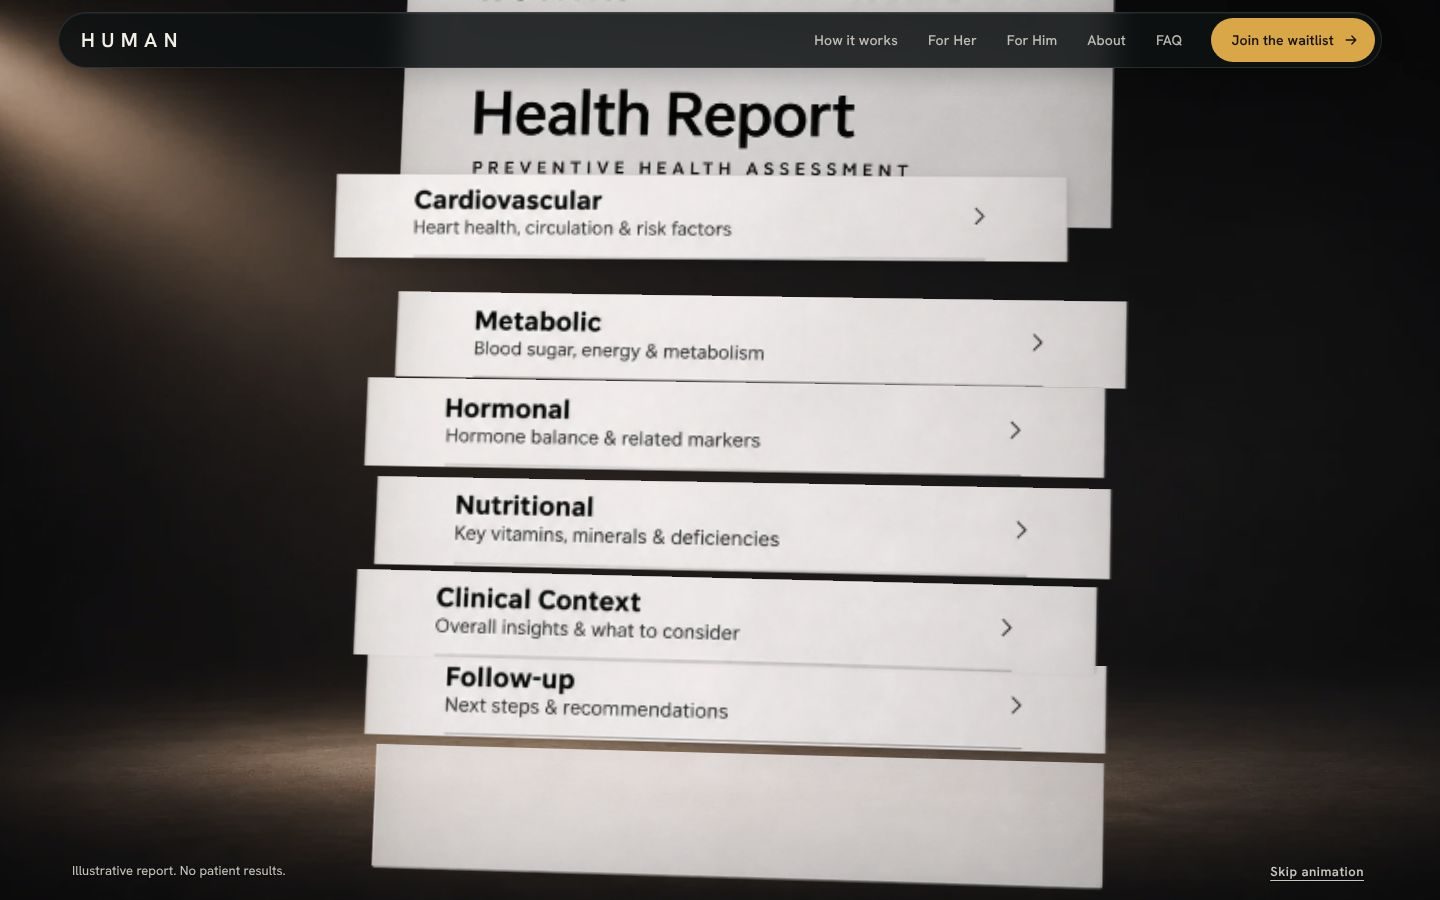 HUMAN
How it works
For Her
For Him
About
FAQ
Join the waitlist
Health Report
PREVENTIVE HEALTH ASSESSMENT
Cardiovascular
Heart health, circulation & risk factors
Metabolic
Blood sugar, energy & metabolism
Hormonal
Hormone balance & related markers
Nutritional
Key vitamins, minerals & deficiencies
Clinical Context
Overall insights & what to consider
Follow-up
Next steps & recommendations
Illustrative report. No patient results.
Skip animation